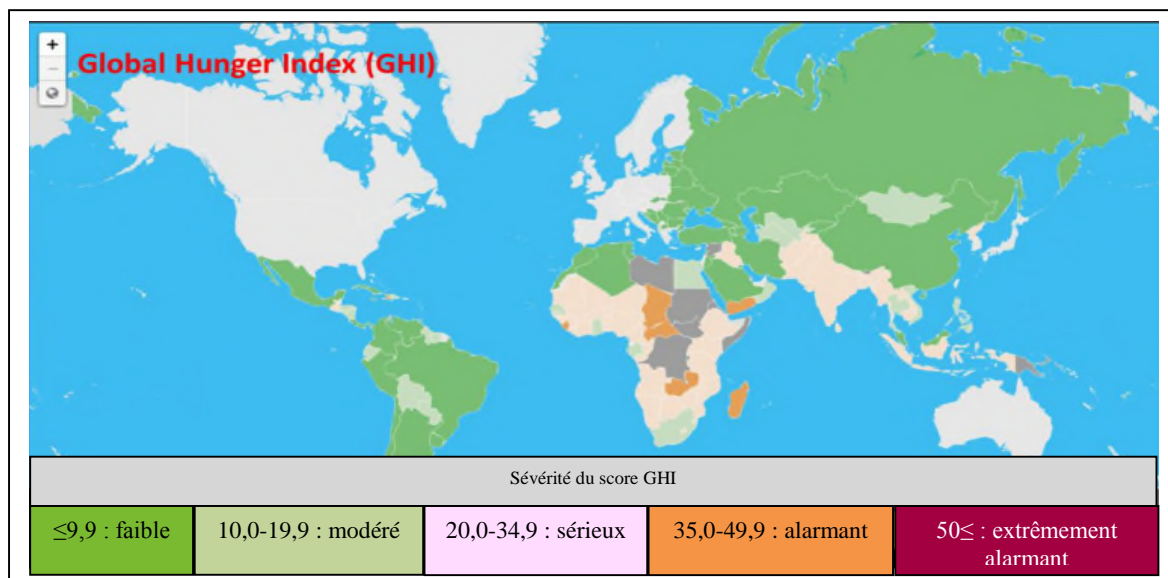 +
−
Global Hunger Index (GHI)
Sévérité du score GHI
≤9,9 : faible
10,0-19,9 : modéré
20,0-34,9 : sérieux
35,0-49,9 : alarmant
50≤ : extrêmement
alarmant